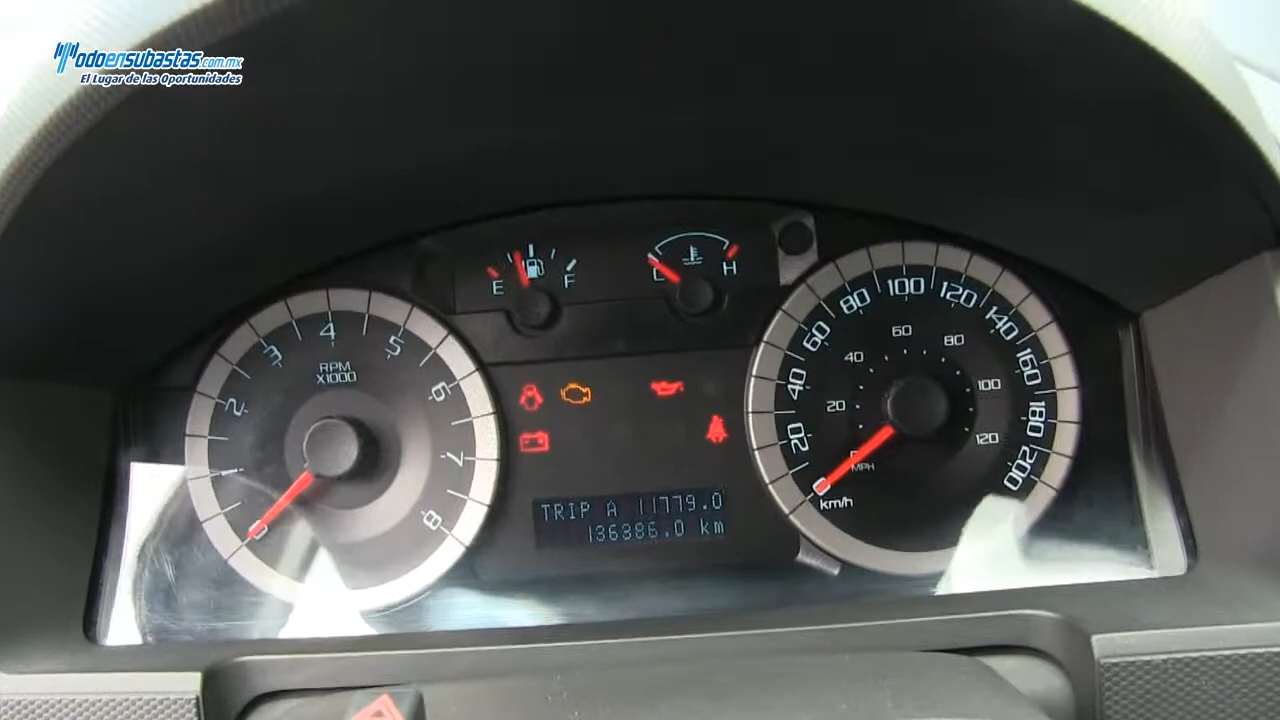 Todoensubastas.com.mx
El Lugar de las Oportunidades
E F
L H
1 2 3 4 5 6 7 8
RPM
X1000
0 20 40 60 80 100 120 140 160 180 200
20 40 60 80 100 120
MPH
km/h
TRIP A 11779.0
136386.0 km